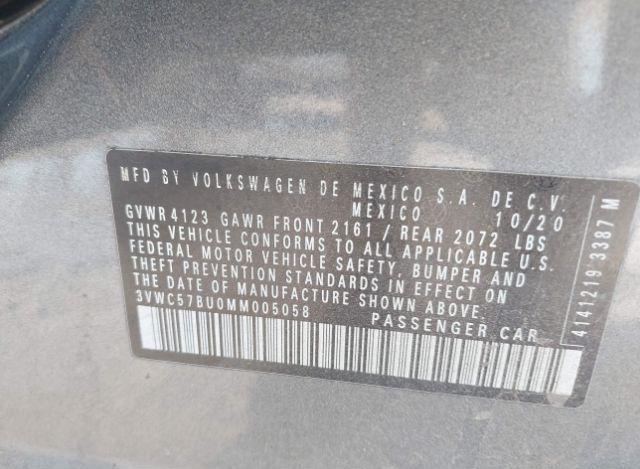 MFD BY VOLKSWAGEN DE MEXICO S.A. DE C.V.
MEXICO 10/20
GVWR 4123 GAWR FRONT 2161 / REAR 2072 LBS
THIS VEHICLE CONFORMS TO ALL APPLICABLE U.S.
FEDERAL MOTOR VEHICLE SAFETY, BUMPER AND
THEFT PREVENTION STANDARDS IN EFFECT ON
THE DATE OF MANUFACTURE SHOWN ABOVE.
3VWC57BU0MM005058 PASSENGER CAR
4141219 3387 M